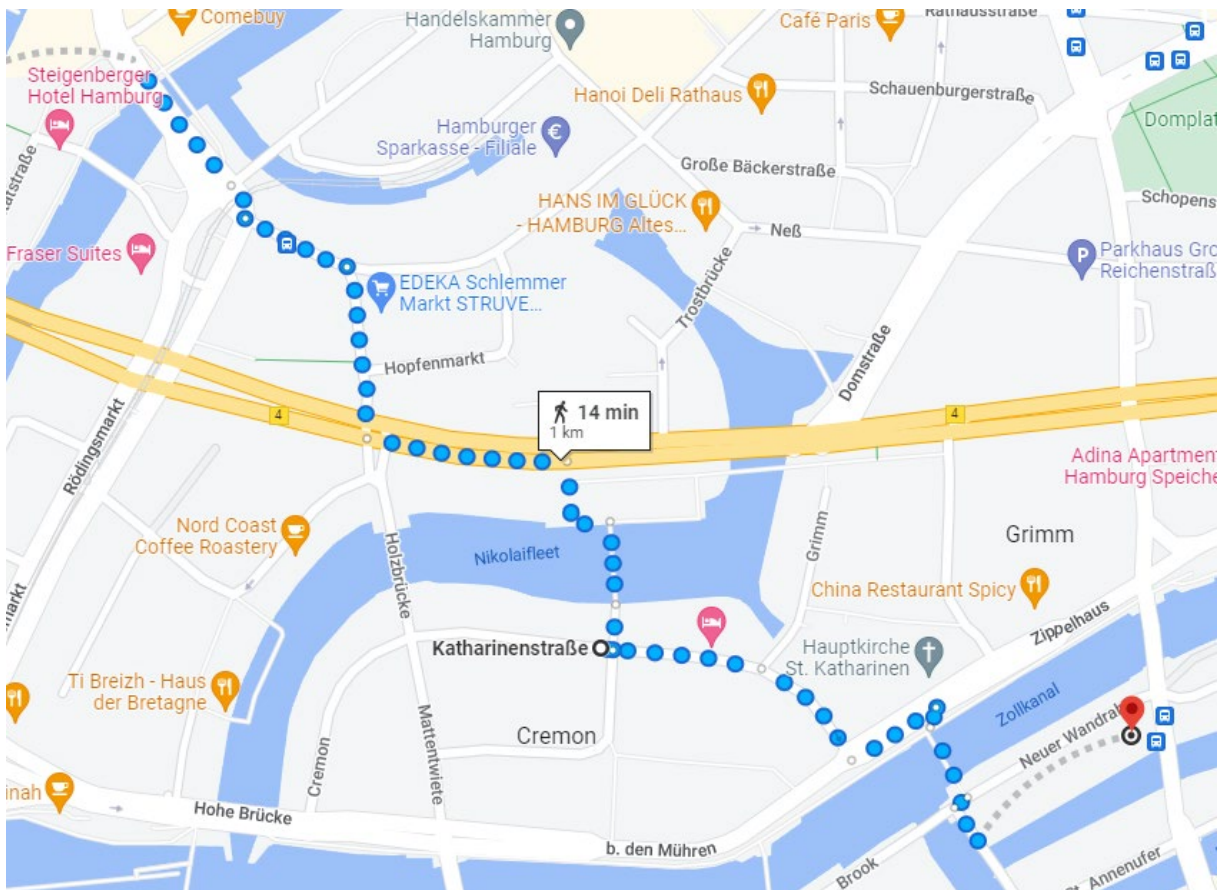 Comebuy
Handelskammer
Hamburg
Café Paris
Rathausstraße
Steigenberger
Hotel Hamburg
Hanoi Deli Rathaus
Schauenburgerstraße
Domplat
Hamburger
Sparkasse - Filiale
€
Große Bäckerstraße
HANS IM GLÜCK
- HAMBURG Altes...
Schopens
Neß
Fraser Suites
P
Parkhaus Gro
Reichenstraß
EDEKA Schlemmer
Markt STRUVE...
Trostbrücke
Hopfenmarkt
Domstraße
4
14 min
1 km
4
Rödingsmarkt
Adina Apartment
Hamburg Speiche
Nord Coast
Coffee Roastery
Holzbrücke
Nikolaifleet
Grimm
Grimm
China Restaurant Spicy
Zippelhaus
markt
Katharinenstraße
Hauptkirche
St. Katharinen
Ti Breizh - Haus
der Bretagne
Zollkanal
Neuer Wandrah
Mattentwiete
Cremon
Cremon
inah
Hohe Brücke
b. den Mühren
Brook
St. Annenufer